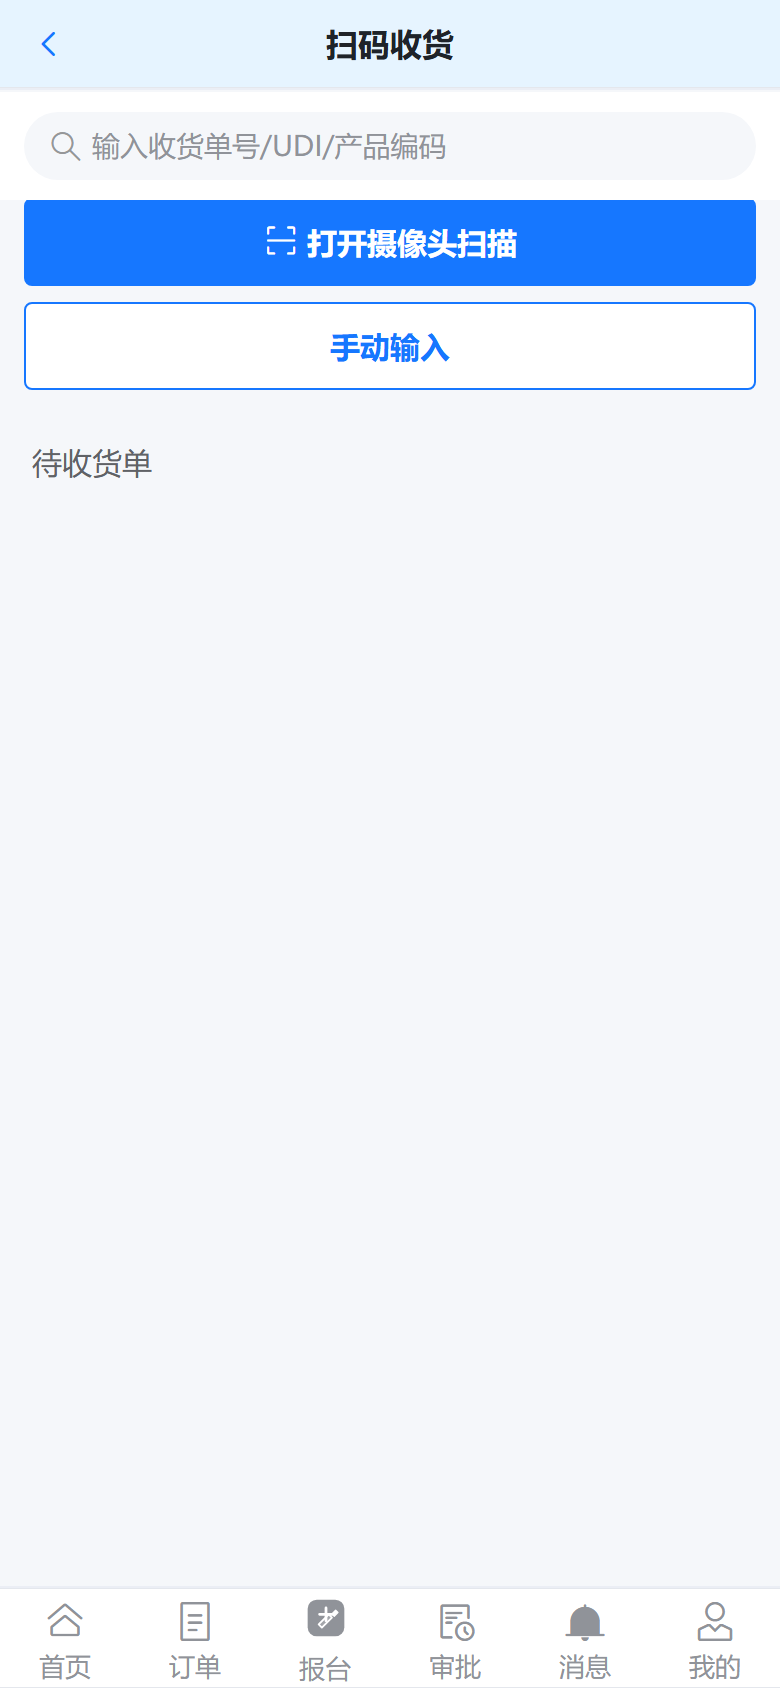 扫码收货
输入收货单号/UDI/产品编码
打开摄像头扫描
手动输入
待收货单
首页 订单 报台 审批 消息 我的